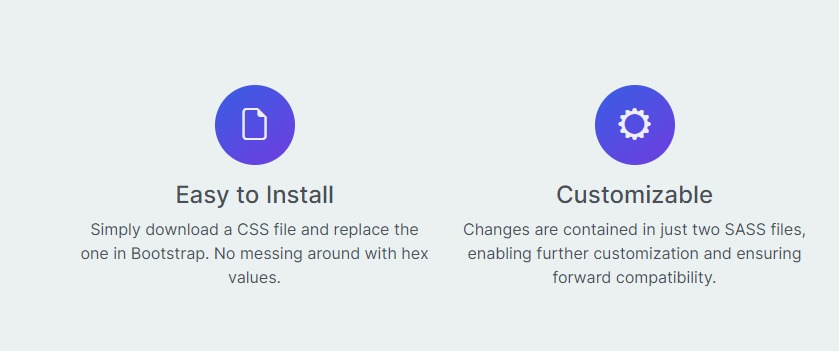 Easy to Install
Simply download a CSS file and replace the
one in Bootstrap. No messing around with hex
values.
Customizable
Changes are contained in just two SASS files,
enabling further customization and ensuring
forward compatibility.